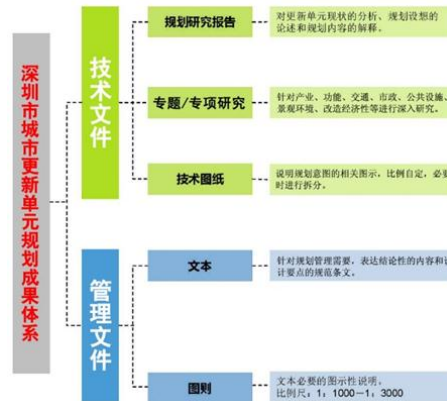 深圳市城市更新单元规划成果体系
技术文件
规划研究报告
对更新单元现状的分析、规划设想的
论述和规划内容的解释。
专题/专项研究
针对产业、功能、交通、市政、公共设施、
景观环境、改造经济性等进行深入研究。
技术图纸
说明规划意图的相关图示，比例自定，必要
时进行拆分。
管理文件
文本
针对规划管理需要，表达结论性的内容和
计要点的规范条文。
图则
文本必要的图示性说明。
比例尺：1：1000－1：3000